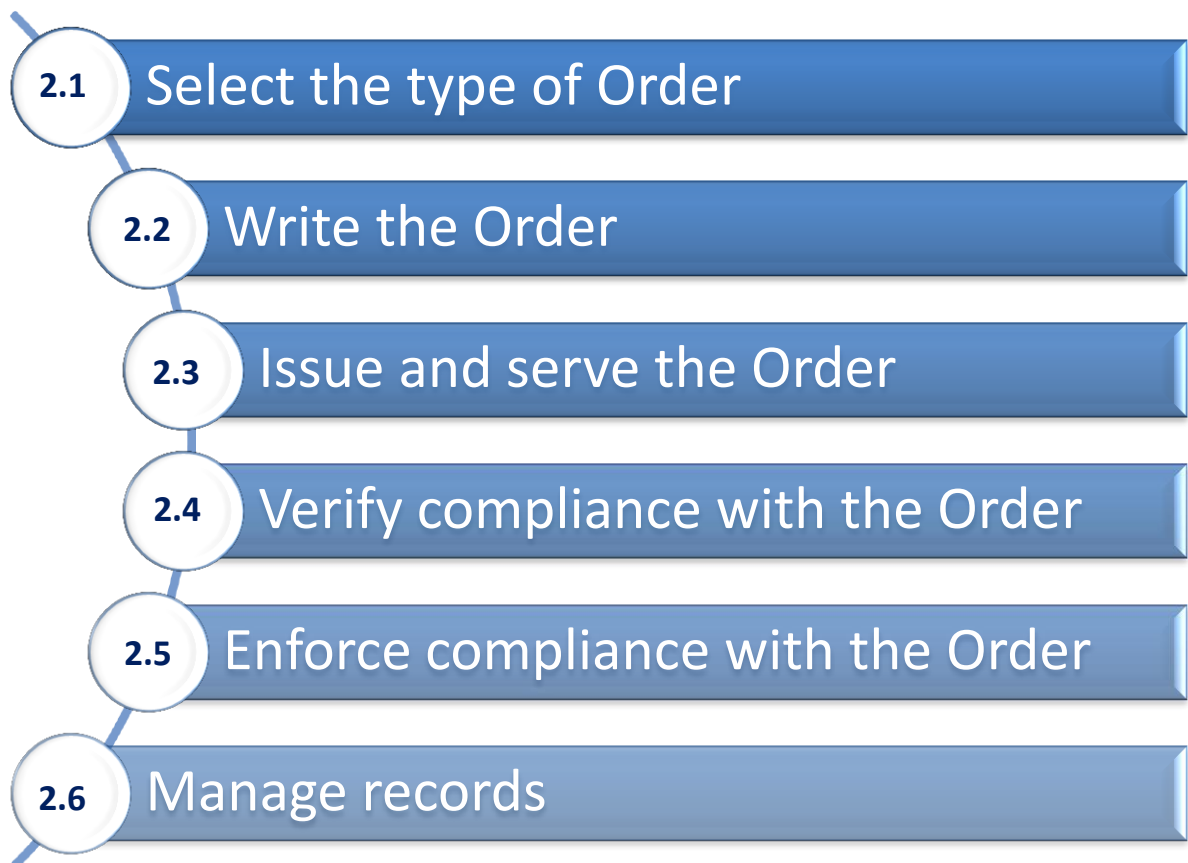 2.1 Select the type of Order
2.2 Write the Order
2.3 Issue and serve the Order
2.4 Verify compliance with the Order
2.5 Enforce compliance with the Order
2.6 Manage records